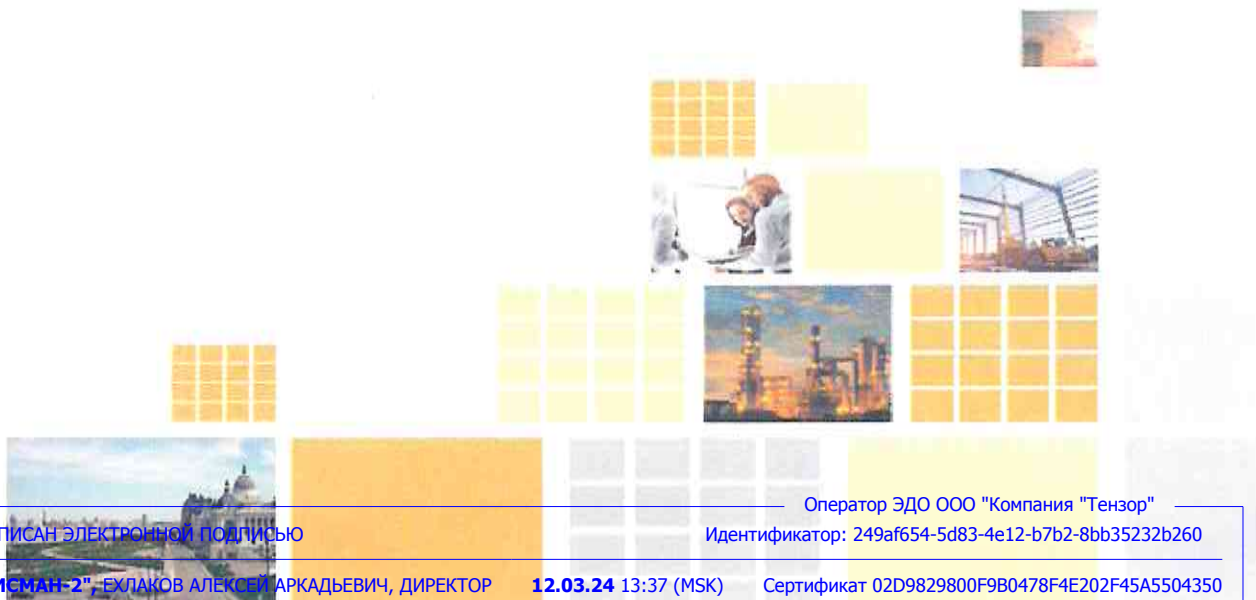 Оператор ЭДО ООО "Компания "Тензор"
ПИСАН ЭЛЕКТРОННОЙ ПОДПИСЬЮ
Идентификатор: 249af654-5d83-4e12-b7b2-8bb35232b260
ИСМАН-2", ЕХЛАКОВ АЛЕКСЕЙ АРКАДЬЕВИЧ, ДИРЕКТОР 12.03.24 13:37 (MSK) Сертификат 02D9829800F9B0478F4E202F45A5504350